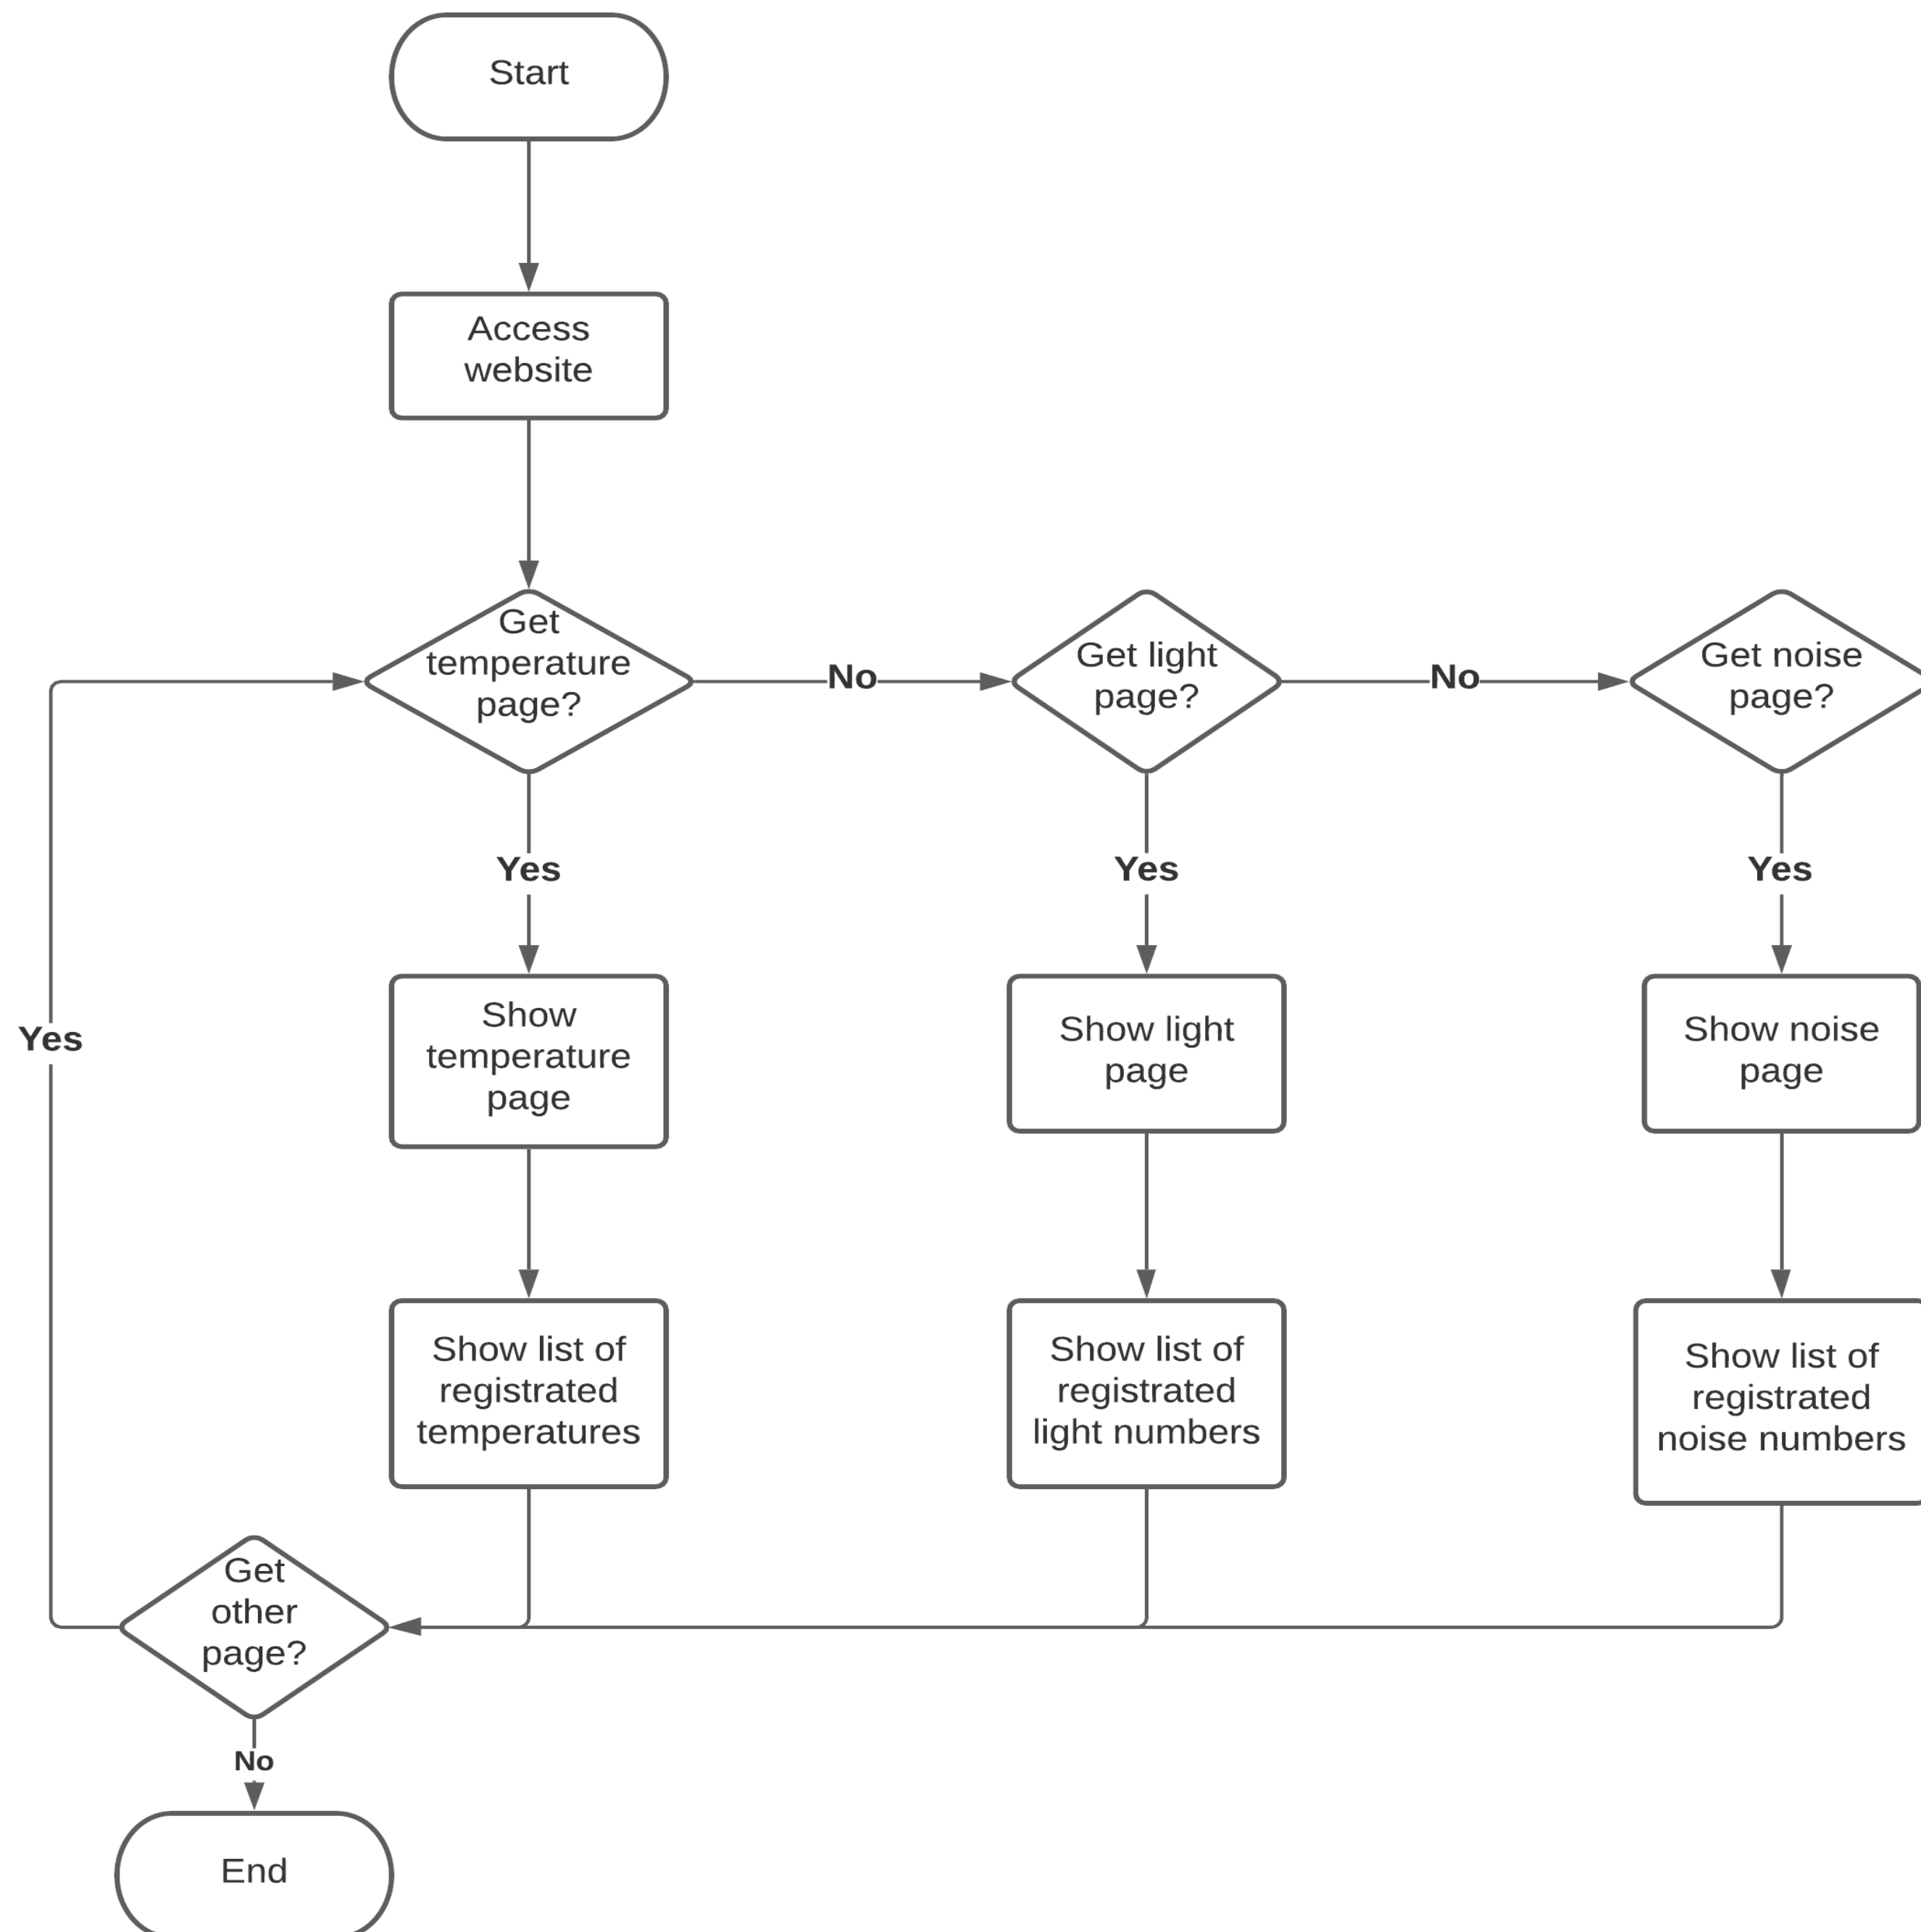 Start
Access
website
Get
temperature
page?
No
Get light
page?
No
Get noise
page?
Yes
Yes
Yes
Yes
Show
temperature
page
Show light
page
Show noise
page
Show list of
registrated
temperatures
Show list of
registrated
light numbers
Show list of
registrated
noise numbers
Get
other
page?
No
End